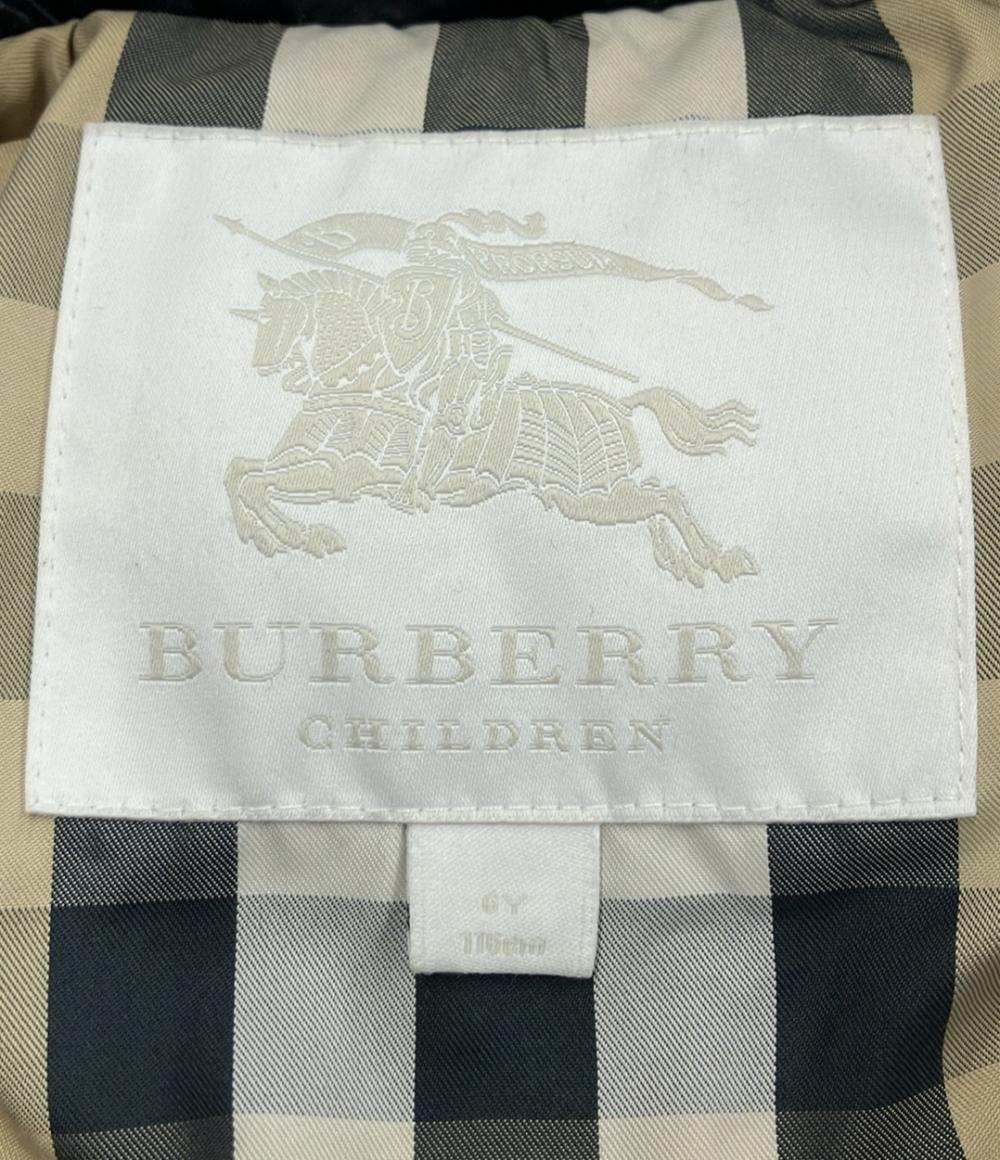 B
PRORSUM
B
BURBERRY
CHILDREN
6Y
116cm